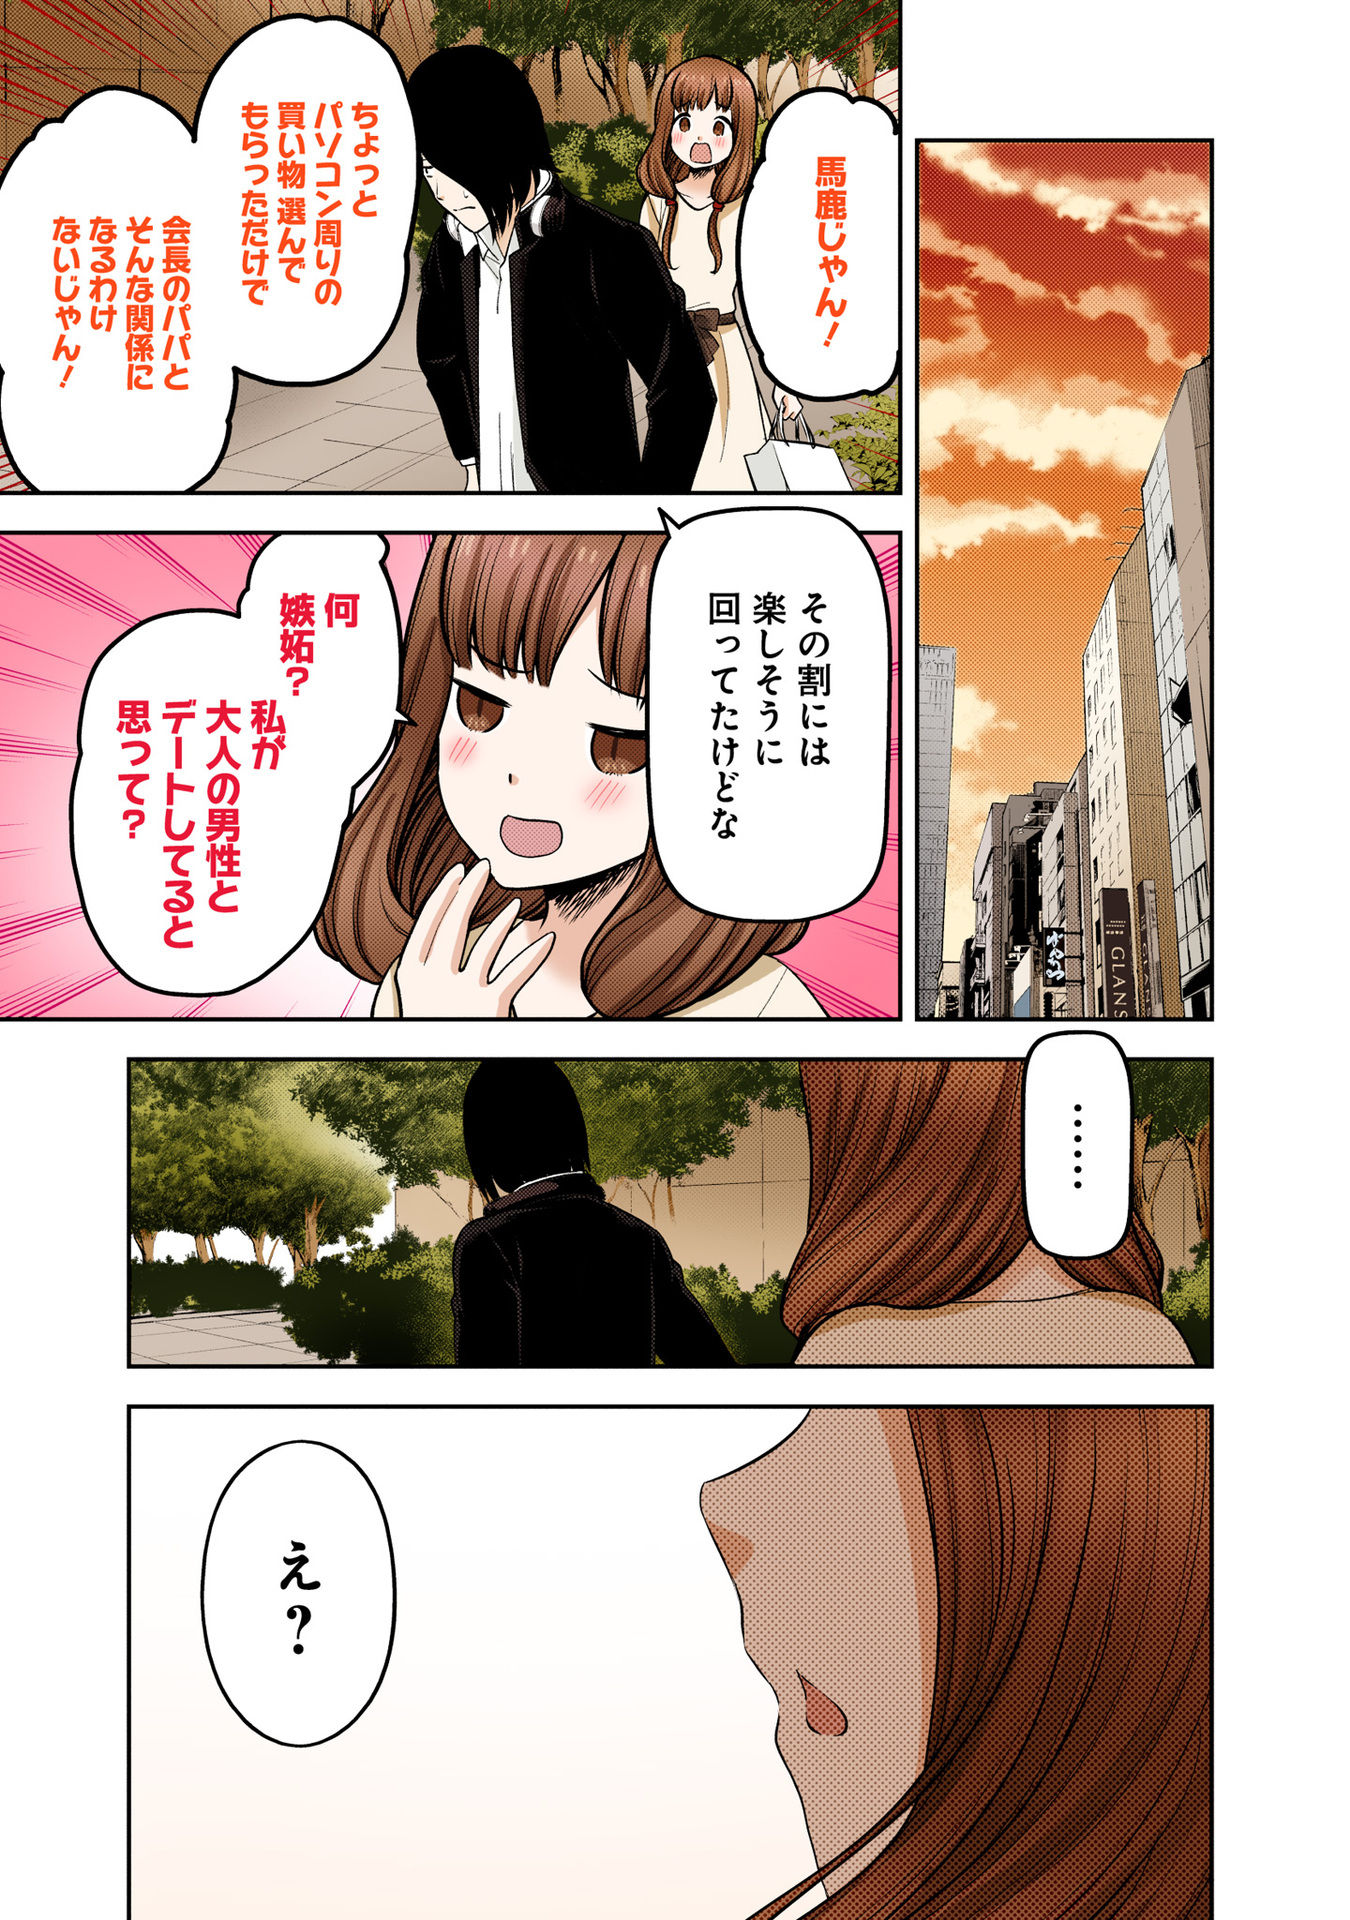 GLANS
馬鹿じゃん！
ちょっと
パソコン周りの
買い物選んで
もらっただけで
会長のパパと
そんな関係に
なるわけ
ないじゃん！
その割には
楽しそうに
回ってたけどな
何
嫉妬？
私が
大人の男性と
デートしてると
思って？
……
え？